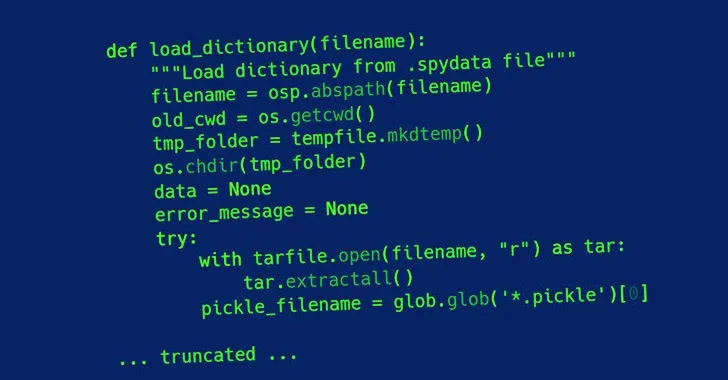 def load_dictionary(filename):
"""Load dictionary from .spydata file"""
filename = osp.abspath(filename)
old_cwd = os.getcwd()
tmp_folder = tempfile.mkdtemp()
os.chdir(tmp_folder)
data = None
error_message = None
try:
with tarfile.open(filename, "r") as tar:
tar.extractall()
pickle_filename = glob.glob('*.pickle')[0]
... truncated ...